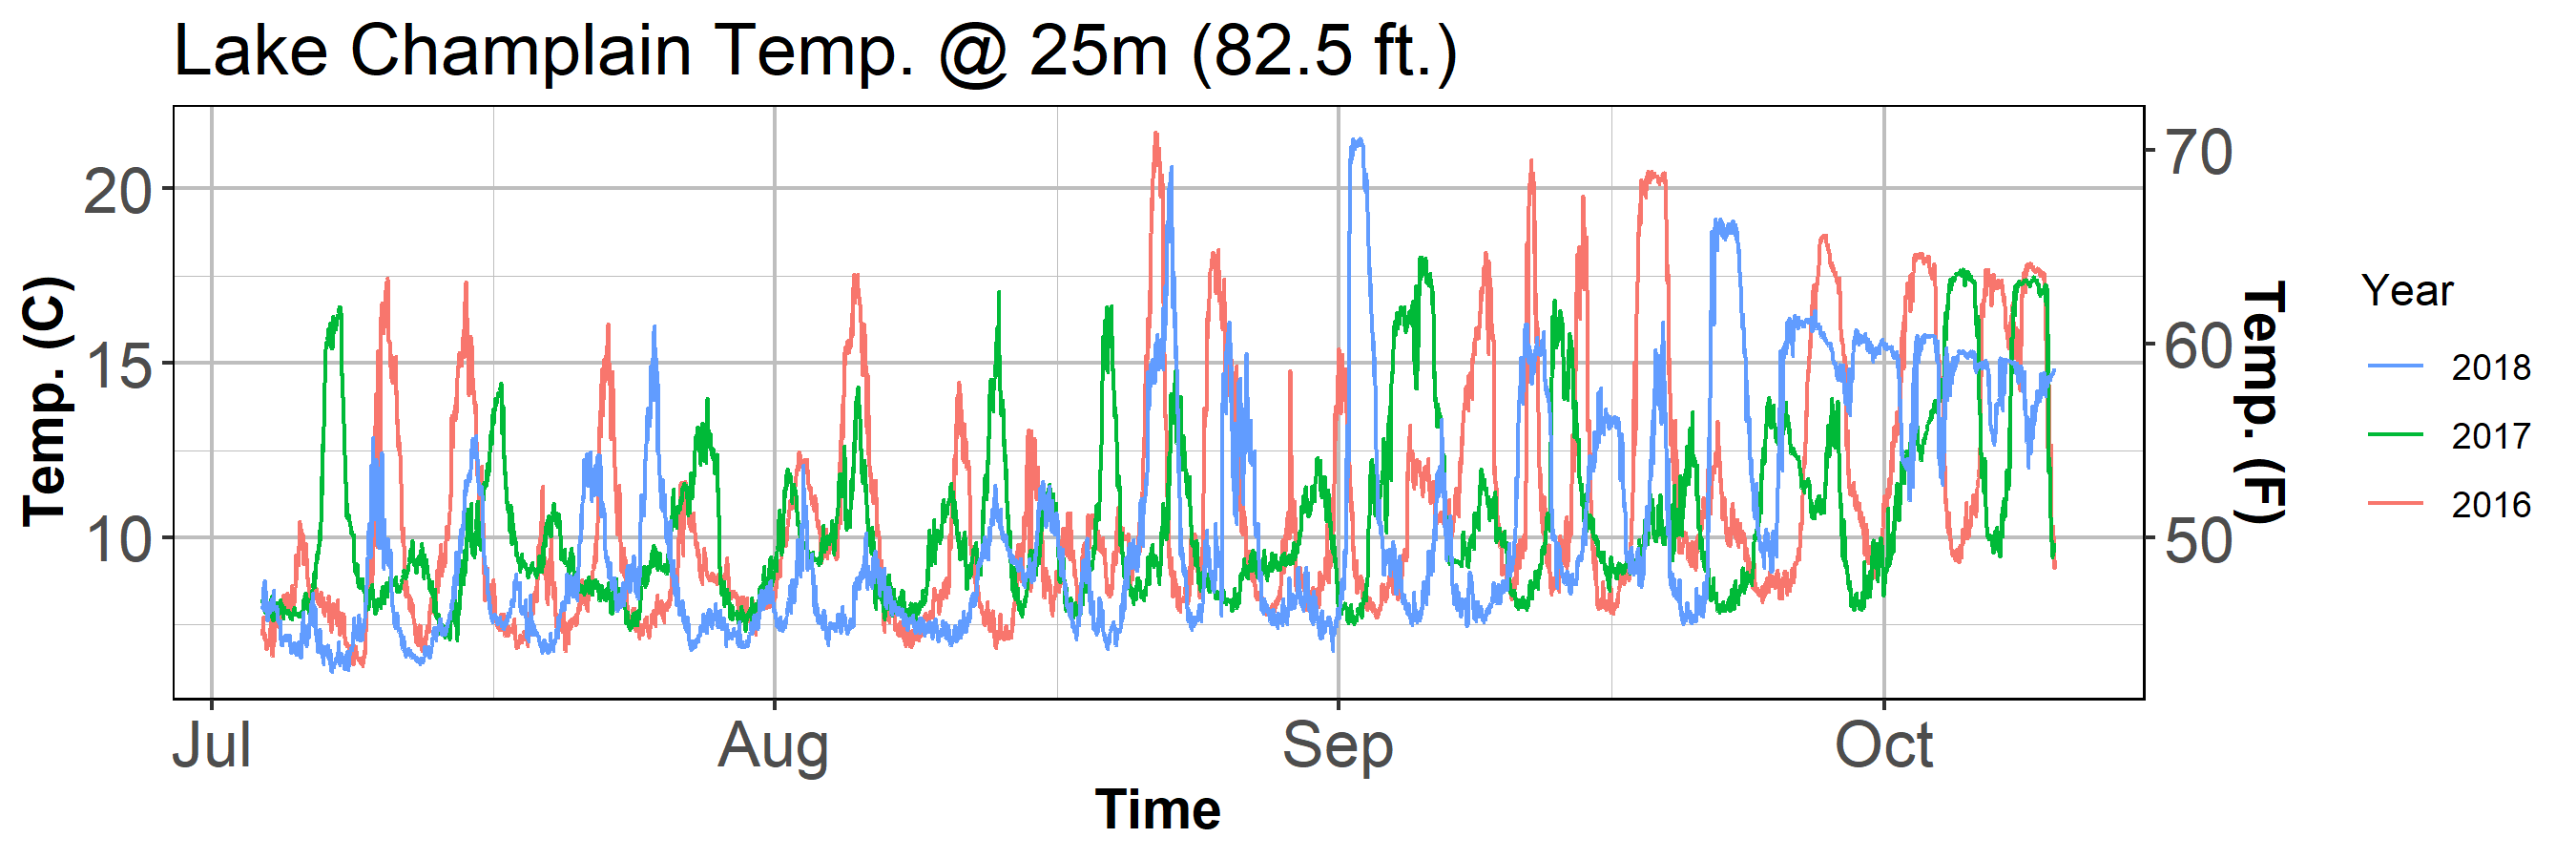 Lake Champlain Temp. @ 25m (82.5 ft.)
Temp. (C)
20
15
10
70
60
50
Temp. (F)
Jul
Aug
Sep
Oct
Time
Year
2018
2017
2016